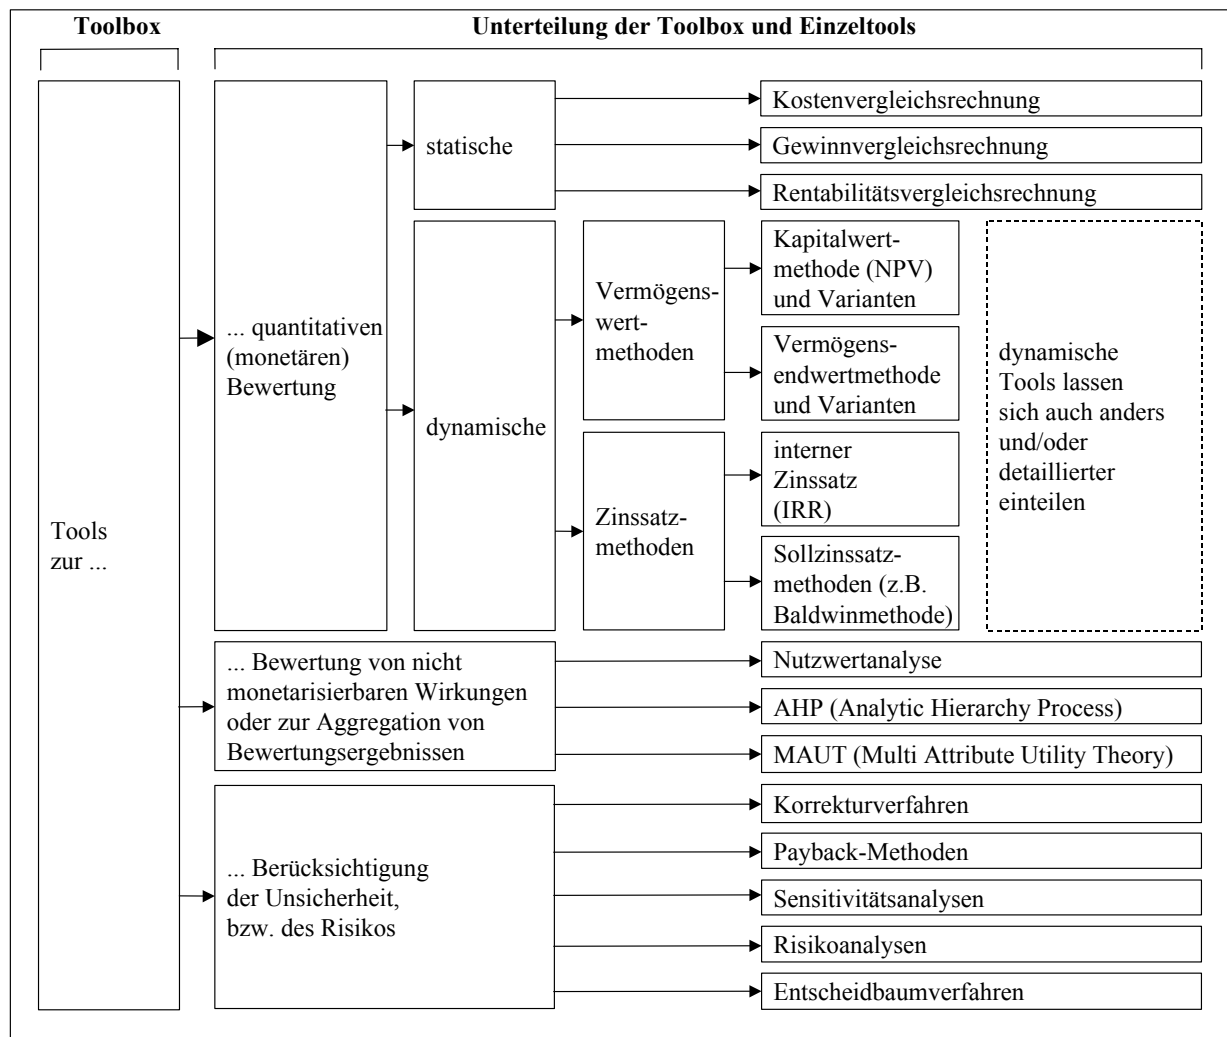 Toolbox
Unterteilung der Toolbox und Einzeltools
Tools
zur ...
... quantitativen
(monetären)
Bewertung
statische
Kostenvergleichsrechnung
Gewinnvergleichsrechnung
Rentabilitätsvergleichsrechnung
dynamische
Vermögens-
wert-
methoden
Kapitalwert-
methode (NPV)
und Varianten
Vermögens-
endwertmethode
und Varianten
Zinssatz-
methoden
interner
Zinssatz
(IRR)
Sollzinssatz-
methoden (z.B.
Baldwinmethode)
dynamische
Tools lassen
sich auch anders
und/oder
detaillierter
einteilen
... Bewertung von nicht
monetarisierbaren Wirkungen
oder zur Aggregation von
Bewertungsergebnissen
Nutzwertanalyse
AHP (Analytic Hierarchy Process)
MAUT (Multi Attribute Utility Theory)
... Berücksichtigung
der Unsicherheit,
bzw. des Risikos
Korrekturverfahren
Payback-Methoden
Sensitivitätsanalysen
Risikoanalysen
Entscheidbaumverfahren